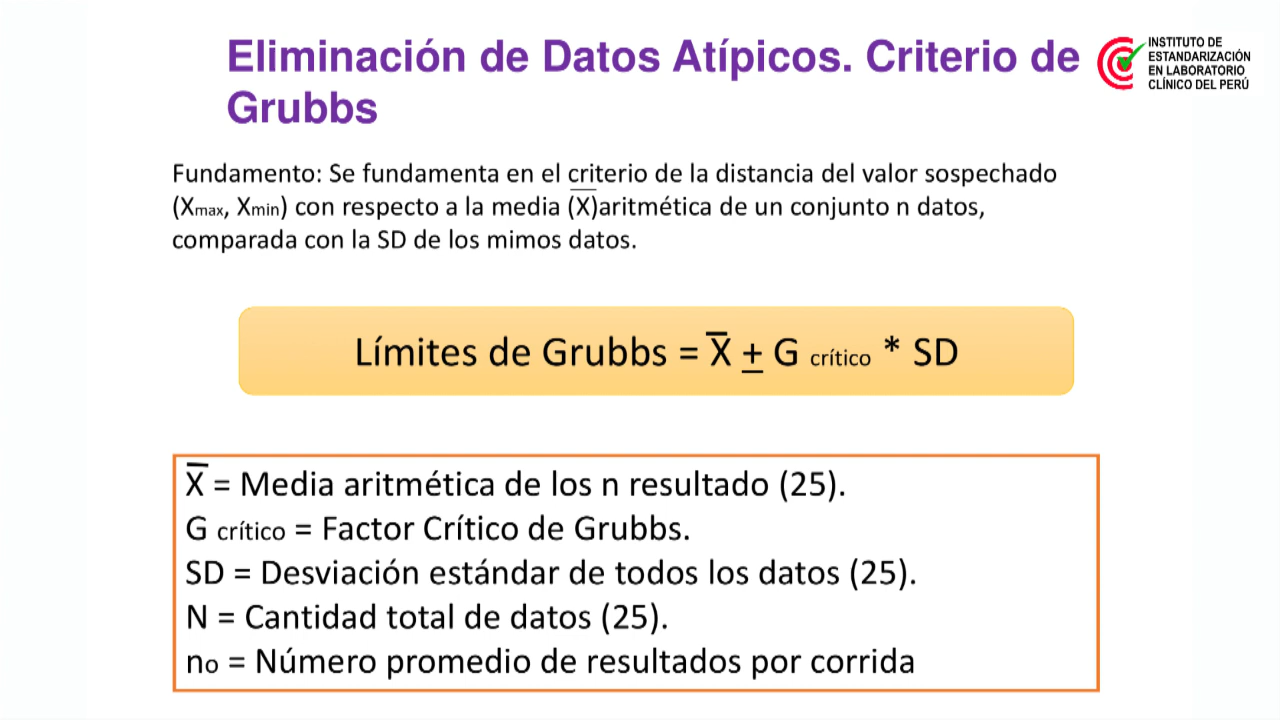 Eliminación de Datos Atípicos. Criterio de
Grubbs
INSTITUTO DE
ESTANDARIZACIÓN
EN LABORATORIO
CLÍNICO DEL PERÚ
Fundamento: Se fundamenta en el criterio de la distancia del valor sospechado
(Xmax, Xmin) con respecto a la media (X̅)aritmética de un conjunto n datos,
comparada con la SD de los mimos datos.
Límites de Grubbs = X̅ ± G crítico * SD
X̅ = Media aritmética de los n resultado (25).
G crítico = Factor Crítico de Grubbs.
SD = Desviación estándar de todos los datos (25).
N = Cantidad total de datos (25).
no = Número promedio de resultados por corrida